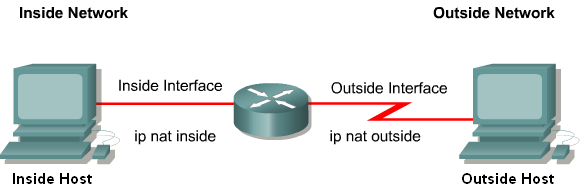 Inside Network
Outside Network
Inside Interface
Outside Interface
ip nat inside
ip nat outside
Inside Host
Outside Host